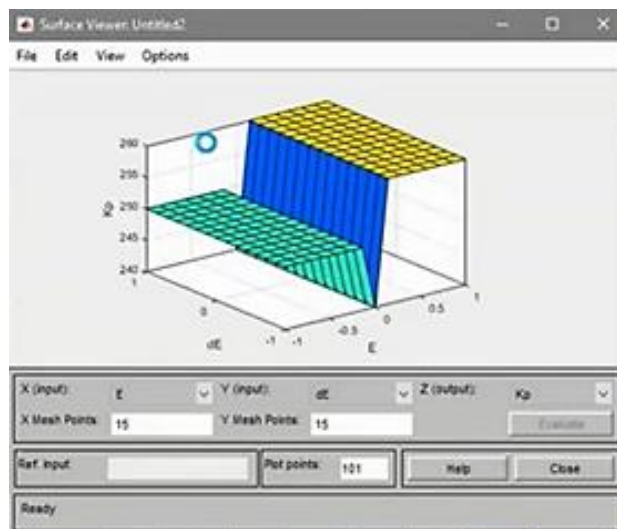 Surface Viewer: Untitled2
File Edit View Options
260
255
250
245
240
Kp
1
0
-1
dE
-1
-0.5
0
0.5
1
E
X (input): E Y (input): dE Z (output): Kp
X Mesh Points: 15 Y Mesh Points: 15 Evaluate
Ref. Input: Plot points: 101 Help Close
Ready